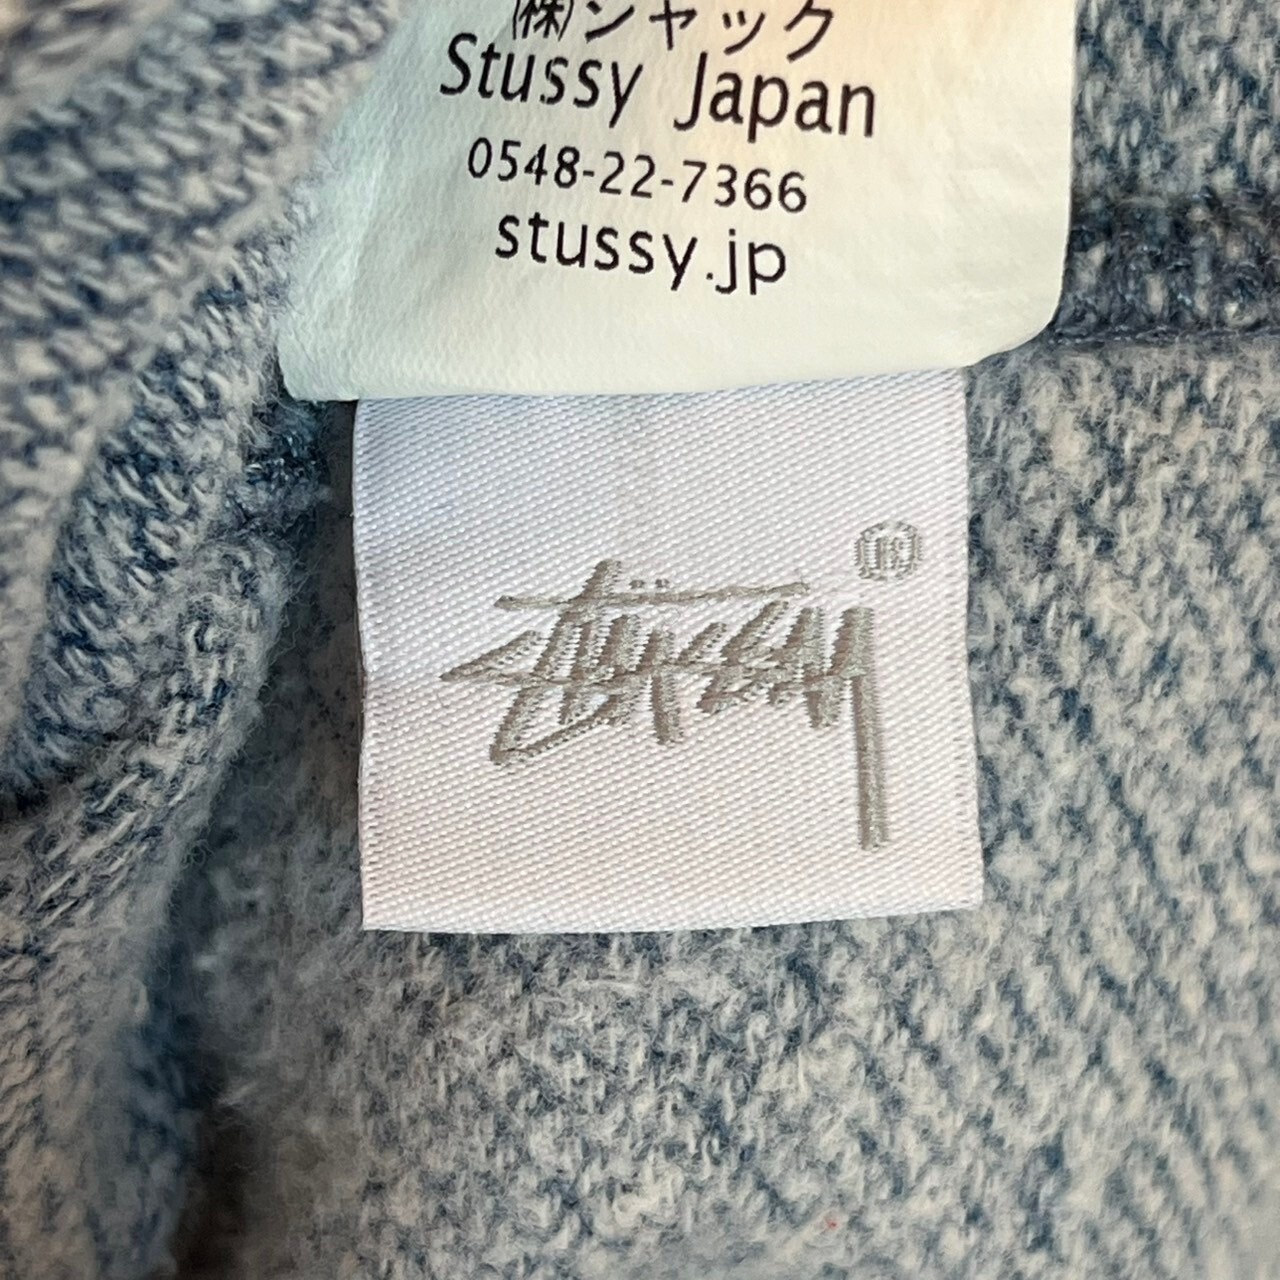 ㈱シャック
Stussy Japan
0548-22-7366
stussy.jp
®
Stüssy